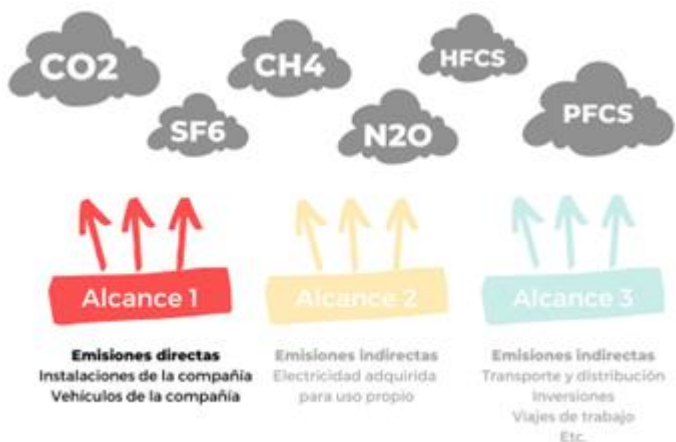 CO2
CH4
HFCS
SF6
N2O
PFCS
Alcance 1
Alcance 2
Alcance 3
Emisiones directas
Instalaciones de la compañía
Vehículos de la compañía
Emisiones indirectas
Electricidad adquirida
para uso propio
Emisiones indirectas
Transporte y distribución
Inversiones
Viajes de trabajo
Etc.